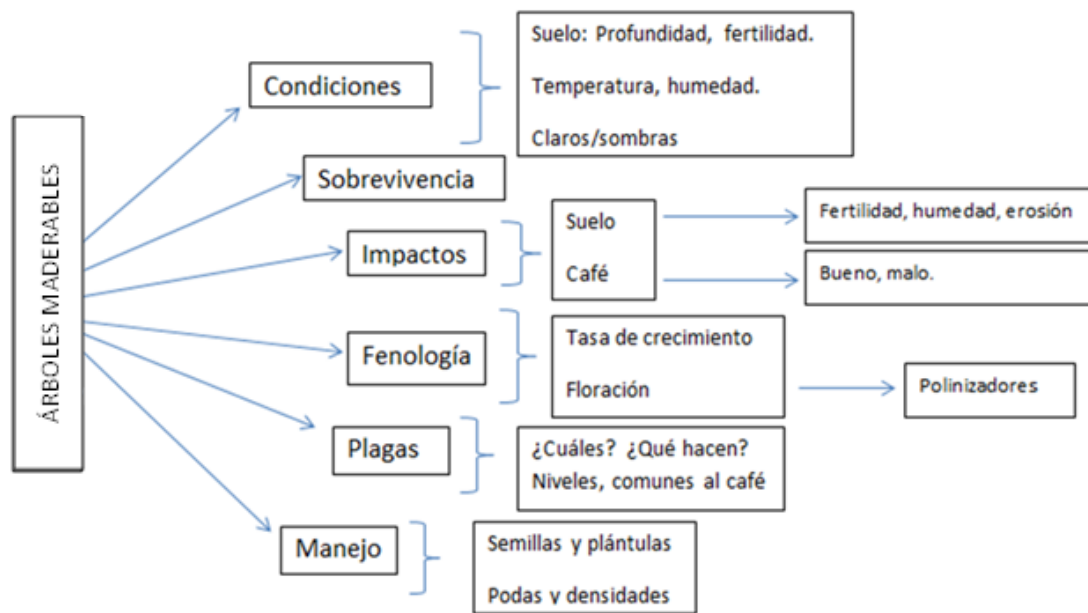 ÁRBOLES MADERABLES
Condiciones
Suelo: Profundidad, fertilidad.
Temperatura, humedad.
Claros/sombras
Sobrevivencia
Impactos
Suelo
Café
Fertilidad, humedad, erosión
Bueno, malo.
Fenología
Tasa de crecimiento
Floración
Polinizadores
Plagas
¿Cuáles? ¿Qué hacen?
Niveles, comunes al café
Manejo
Semillas y plántulas
Podas y densidades